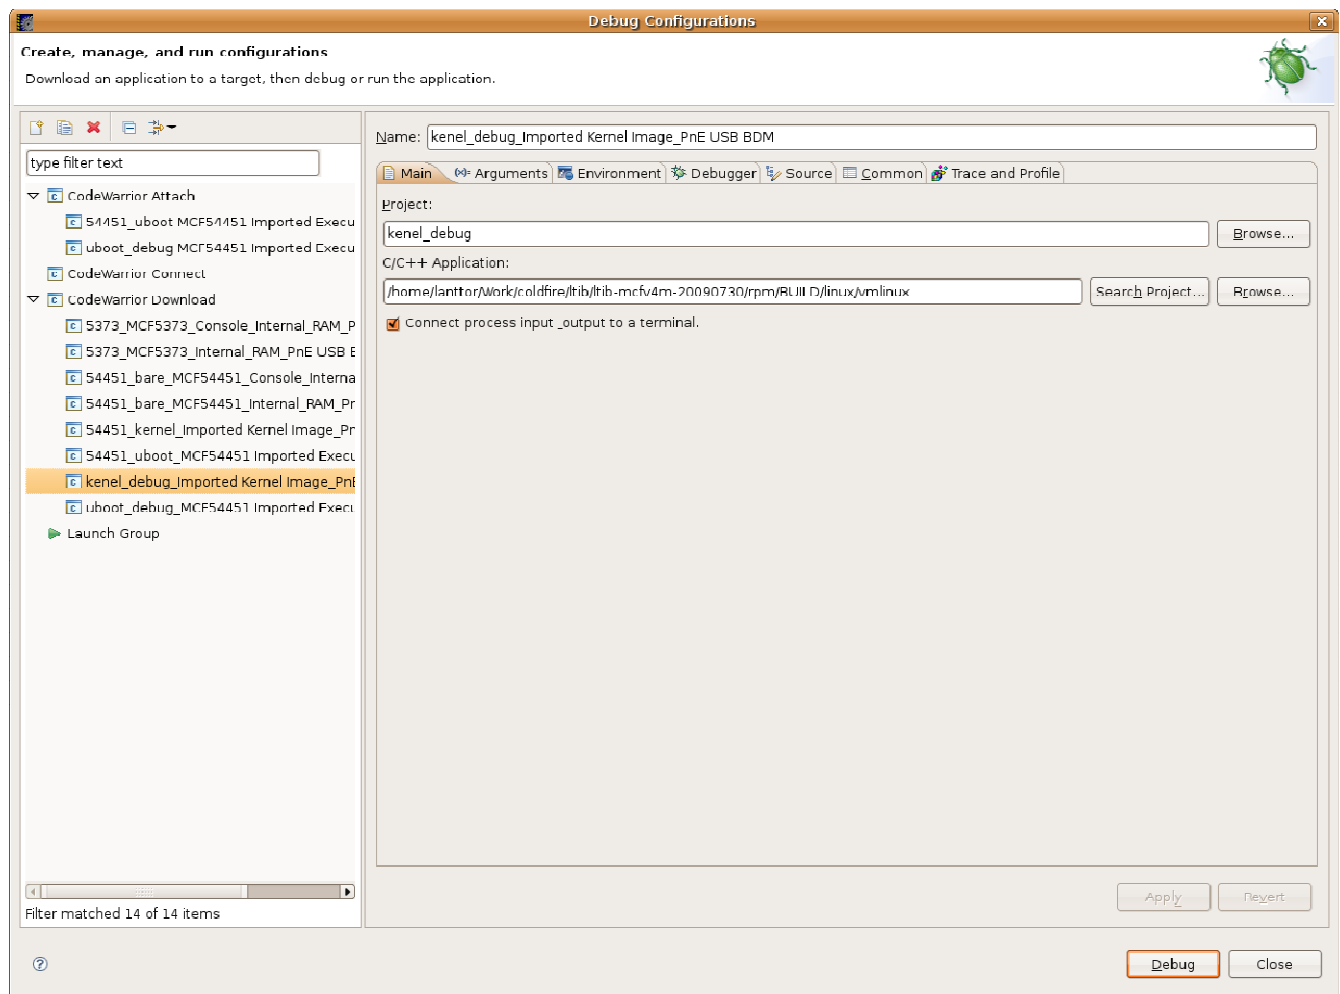 Debug Configurations
Create, manage, and run configurations
Download an application to a target, then debug or run the application.
type filter text
CodeWarrior Attach
54451_uboot MCF54451 Imported Execu
uboot_debug MCF54451 Imported Execu
CodeWarrior Connect
CodeWarrior Download
5373_MCF5373_Console_Internal_RAM_P
5373_MCF5373_Internal_RAM_PnE USB B
54451_bare_MCF54451_Console_Interna
54451_bare_MCF54451_Internal_RAM_Pr
54451_kernel_Imported Kernel Image_Pr
54451_uboot_MCF54451 Imported Execu
kenel_debug_Imported Kernel Image_PnE
uboot_debug_MCF54451 Imported Execu
Launch Group
Filter matched 14 of 14 items
Name: kenel_debug_Imported Kernel Image_PnE USB BDM
Main (x)= Arguments Environment Debugger Source Common Trace and Profile
Project:
kenel_debug Browse...
C/C++ Application:
/home/lanttor/Work/coldfire/ltib/ltib-mcfv4m-20090730/rpm/BUILD/linux/vmlinux Search Project... Browse...
Connect process input _output to a terminal.
Apply Revert
? Debug Close